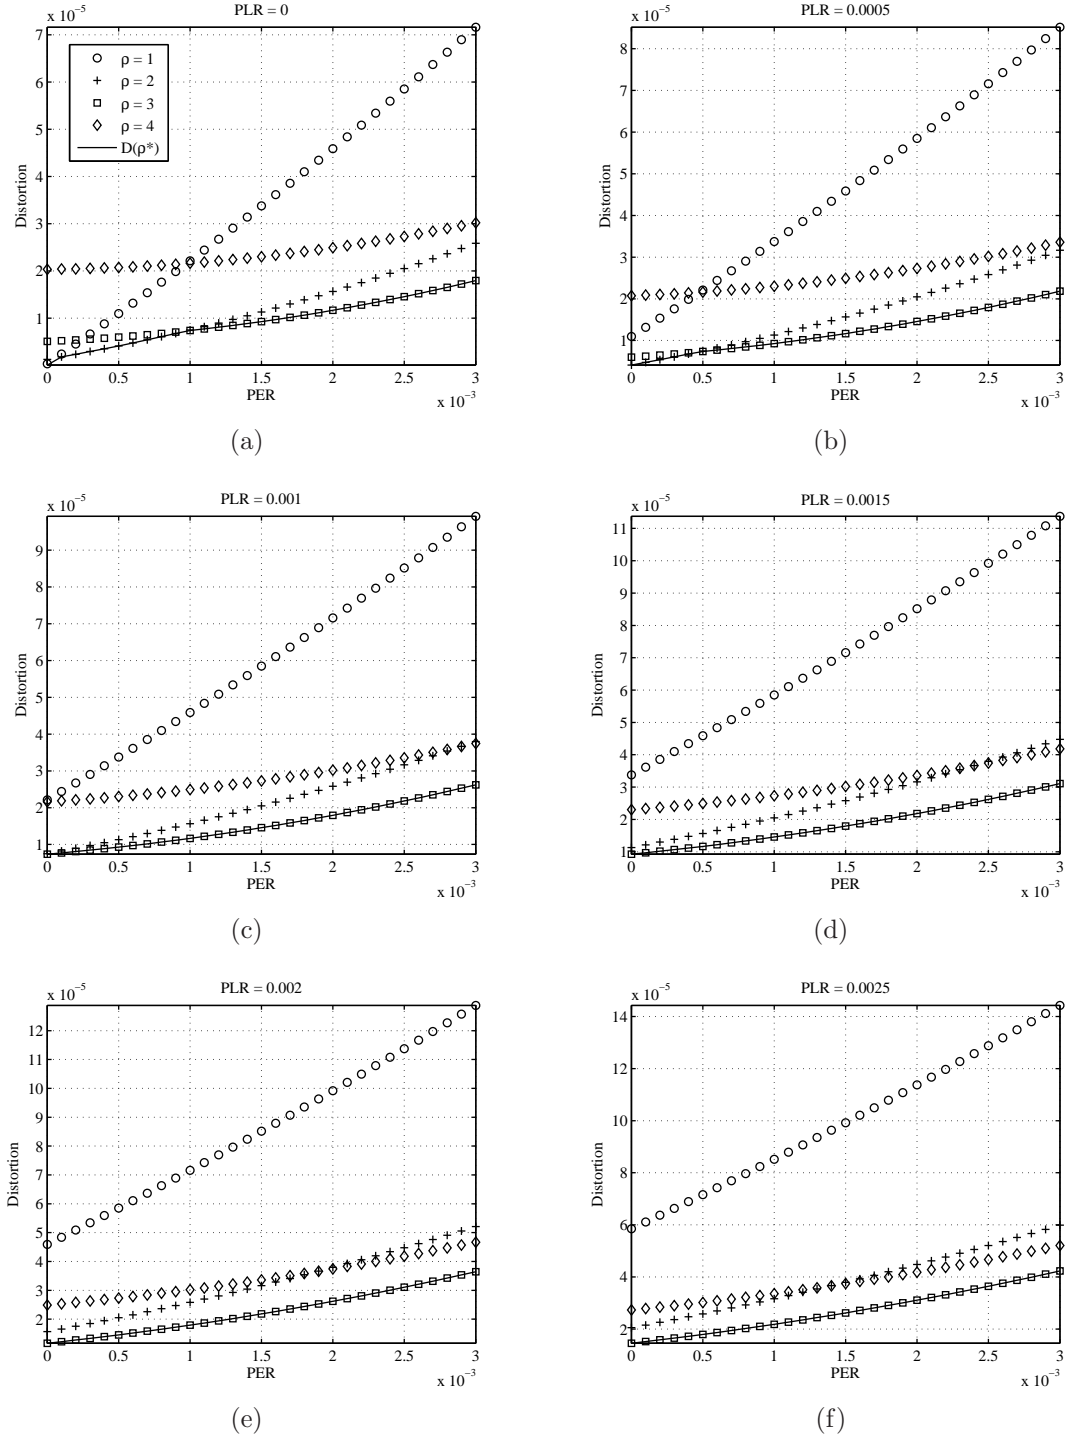 x 10⁻⁵
PLR = 0
7
6
5
4
3
2
1
Distortion
ρ = 1
ρ = 2
ρ = 3
ρ = 4
D(ρ*)
0 0.5 1 1.5 2 2.5 3
PER
x 10⁻³
(a)
x 10⁻⁵
PLR = 0.0005
8
7
6
5
4
3
2
1
Distortion
0 0.5 1 1.5 2 2.5 3
PER
x 10⁻³
(b)
x 10⁻⁵
PLR = 0.001
9
8
7
6
5
4
3
2
1
Distortion
0 0.5 1 1.5 2 2.5 3
PER
x 10⁻³
(c)
x 10⁻⁵
PLR = 0.0015
11
10
9
8
7
6
5
4
3
2
1
Distortion
0 0.5 1 1.5 2 2.5 3
PER
x 10⁻³
(d)
x 10⁻⁵
PLR = 0.002
12
11
10
9
8
7
6
5
4
3
2
Distortion
0 0.5 1 1.5 2 2.5 3
PER
x 10⁻³
(e)
x 10⁻⁵
PLR = 0.0025
14
12
10
8
6
4
2
Distortion
0 0.5 1 1.5 2 2.5 3
PER
x 10⁻³
(f)